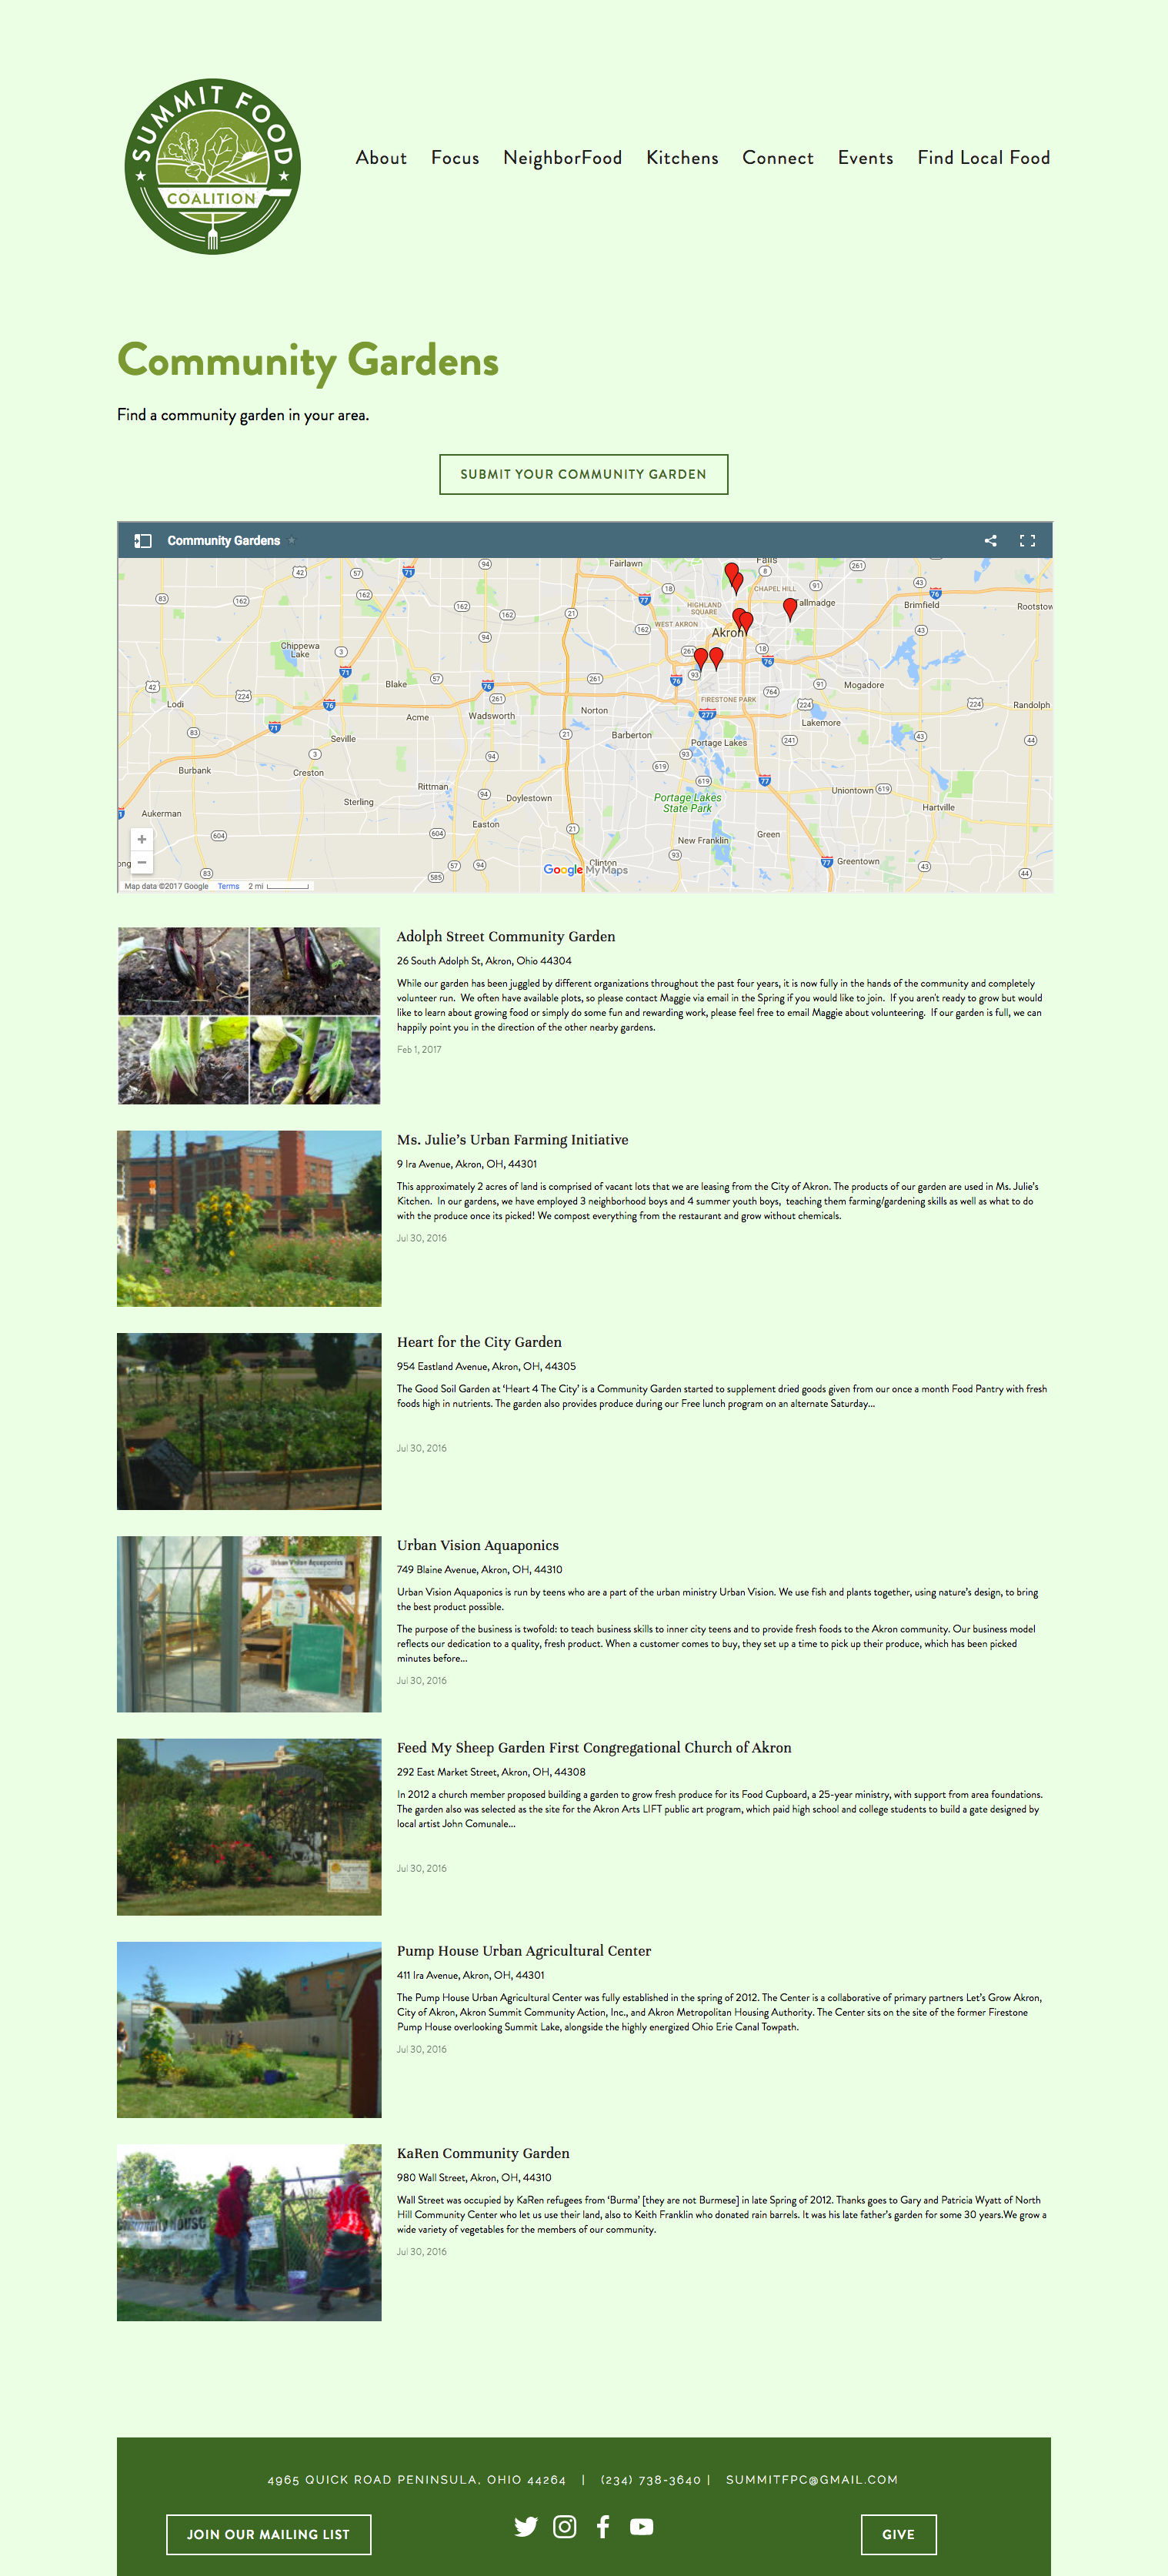 SUMMIT FOOD
COALITION
About Focus NeighborFood Kitchens Connect Events Find Local Food
Community Gardens
Find a community garden in your area.
SUBMIT YOUR COMMUNITY GARDEN
Community Gardens
Fairlawn
Falls
CHAPEL HILL
HIGHLAND
SQUARE
Tallmadge
Brimfield
Rootstow
WEST AKRON
Akron
Chippewa
Lake
Blake
Mogadore
Lodi
Acme
Wadsworth
Norton
FIRESTONE PARK
Randolph
Lakemore
Seville
Barberton
Portage Lakes
Burbank
Creston
Rittman
Sterling
Doylestown
Portage Lakes
State Park
Uniontown
Hartville
Aukerman
Easton
New Franklin
Green
Clinton
Greentown
Google My Maps
Map data ©2017 Google Terms 2 mi
Adolph Street Community Garden
26 South Adolph St, Akron, Ohio 44304
While our garden has been juggled by different organizations throughout the past four years, it is now fully in the hands of the community and completely
volunteer run.  We often have available plots, so please contact Maggie via email in the Spring if you would like to join.  If you aren't ready to grow but would
like to learn about growing food or simply do some fun and rewarding work, please feel free to email Maggie about volunteering.  If our garden is full, we can
happily point you in the direction of the other nearby gardens.
Feb 1, 2017
Ms. Julie's Urban Farming Initiative
9 Ira Avenue, Akron, OH, 44301
This approximately 2 acres of land is comprised of vacant lots that we are leasing from the City of Akron. The products of our garden are used in Ms. Julie's
Kitchen.  In our gardens, we have employed 3 neighborhood boys and 4 summer youth boys,  teaching them farming/gardening skills as well as what to do
with the produce once its picked! We compost everything from the restaurant and grow without chemicals.
Jul 30, 2016
Heart for the City Garden
954 Eastland Avenue, Akron, OH, 44305
The Good Soil Garden at 'Heart 4 The City' is a Community Garden started to supplement dried goods given from our once a month Food Pantry with fresh
foods high in nutrients. The garden also provides produce during our Free lunch program on an alternate Saturday...
Jul 30, 2016
Urban Vision Aquaponics
Urban Vision Aquaponics
749 Blaine Avenue, Akron, OH, 44310
Urban Vision Aquaponics is run by teens who are a part of the urban ministry Urban Vision. We use fish and plants together, using nature's design, to bring
the best product possible.
The purpose of the business is twofold: to teach business skills to inner city teens and to provide fresh foods to the Akron community. Our business model
reflects our dedication to a quality, fresh product. When a customer comes to buy, they set up a time to pick up their produce, which has been picked
minutes before...
Jul 30, 2016
Feed My Sheep Garden First Congregational Church of Akron
292 East Market Street, Akron, OH, 44308
In 2012 a church member proposed building a garden to grow fresh produce for its Food Cupboard, a 25-year ministry, with support from area foundations.
The garden also was selected as the site for the Akron Arts LIFT public art program, which paid high school and college students to build a gate designed by
local artist John Comunale...
Jul 30, 2016
Pump House Urban Agricultural Center
411 Ira Avenue, Akron, OH, 44301
The Pump House Urban Agricultural Center was fully established in the spring of 2012. The Center is a collaborative of primary partners Let's Grow Akron,
City of Akron, Akron Summit Community Action, Inc., and Akron Metropolitan Housing Authority. The Center sits on the site of the former Firestone
Pump House overlooking Summit Lake, alongside the highly energized Ohio Erie Canal Towpath.
Jul 30, 2016
KaRen Community Garden
980 Wall Street, Akron, OH, 44310
Wall Street was occupied by KaRen refugees from 'Burma' [they are not Burmese] in late Spring of 2012. Thanks goes to Gary and Patricia Wyatt of North
Hill Community Center who let us use their land, also to Keith Franklin who donated rain barrels. It was his late father's garden for some 30 years.We grow a
wide variety of vegetables for the members of our community.
Jul 30, 2016
4965 QUICK ROAD PENINSULA, OHIO 44264 | (234) 738-3640 | SUMMITFPC@GMAIL.COM
JOIN OUR MAILING LIST
GIVE